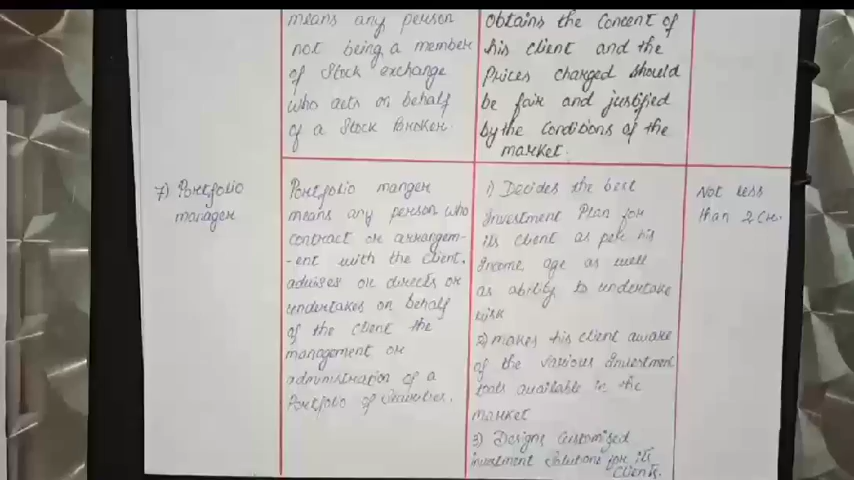 means any person
not being a member
of Stock exchange
who acts on behalf
of a Stock Broker.
obtains the Concent of
his client and the
Prices charged should
be fair and justified
by the Conditions of the
market.
7) Portfolio
manager
Portfolio manger
means any person who
contract or arrangem-
-ent with the client,
advises or directs or
undertakes on behalf
of the client the
management or
administration of a
Portfolio of Securities.
1) Decides the best
Investment Plan for
its client as per his
Income, age as well
as ability to undertake
risk
2) makes his client aware
of the various Investment
tools available in the
market
3) Designs Customized
investment Solutions for its
Clients.
Not less
than 2 Cr.